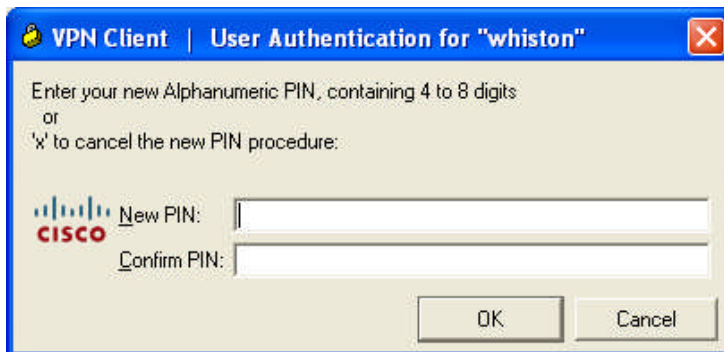 VPN Client | User Authentication for "whiston"
Enter your new Alphanumeric PIN, containing 4 to 8 digits
or
'x' to cancel the new PIN procedure:
CISCO
New PIN:
Confirm PIN:
OK Cancel